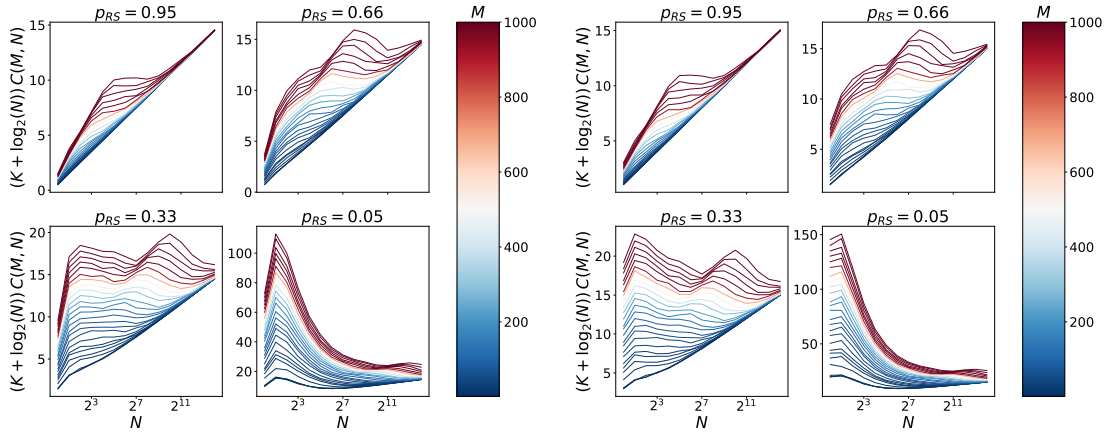 p_RS = 0.95
p_RS = 0.66
M
(K + log₂(N)) C(M, N)
15
10
5
0
15
10
5
0
1000
800
600
400
200
p_RS = 0.33
p_RS = 0.05
(K + log₂(N)) C(M, N)
20
15
10
5
100
80
60
40
20
2³
2⁷
2¹¹
2³
2⁷
2¹¹
N
N
p_RS = 0.95
p_RS = 0.66
M
(K + log₂(N)) C(M, N)
15
10
5
15
10
5
1000
800
600
400
200
p_RS = 0.33
p_RS = 0.05
(K + log₂(N)) C(M, N)
20
15
10
5
150
100
50
2³
2⁷
2¹¹
2³
2⁷
2¹¹
N
N